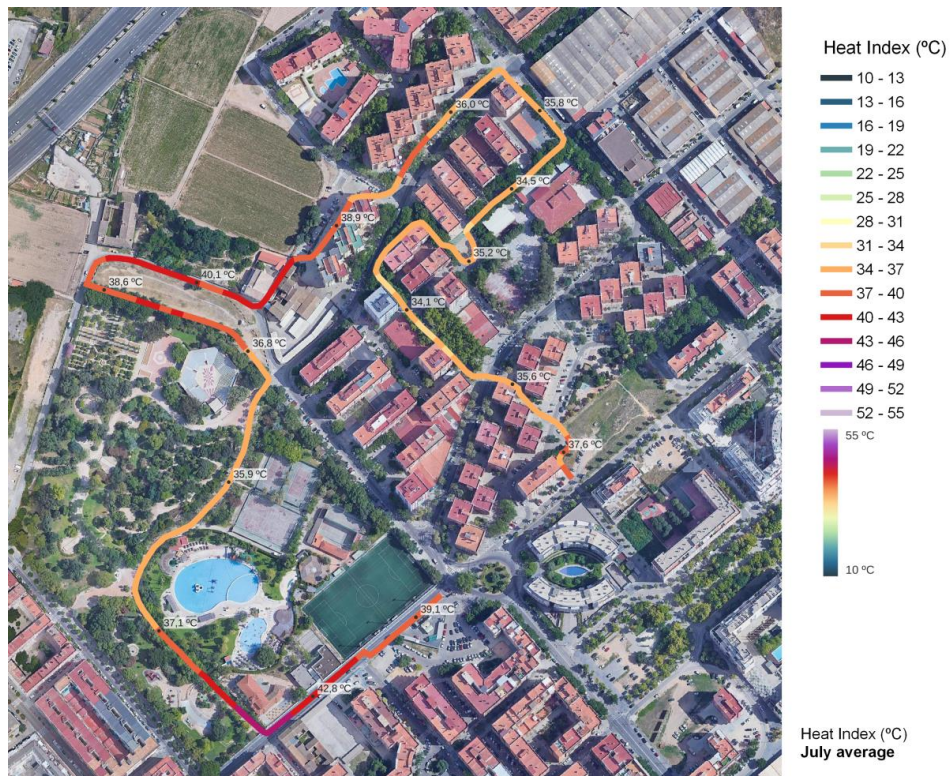 36,0 ºC
35,8 ºC
34,5 ºC
38,9 ºC
35,2 ºC
40,1 ºC
38,6 ºC
34,1 ºC
36,8 ºC
35,6 ºC
37,6 ºC
35,9 ºC
39,1 ºC
37,1 ºC
42,8 ºC
Heat Index (ºC)
10 - 13
13 - 16
16 - 19
19 - 22
22 - 25
25 - 28
28 - 31
31 - 34
34 - 37
37 - 40
40 - 43
43 - 46
46 - 49
49 - 52
52 - 55
55 ºC
10 ºC
Heat Index (ºC)
July average